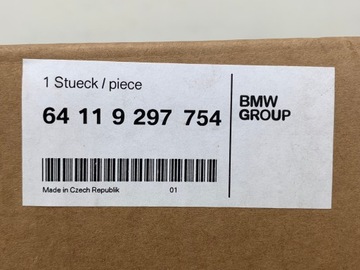 1 Stueck / piece
64 11 9 297 754
BMW
GROUP
Made in Czech Republik
01